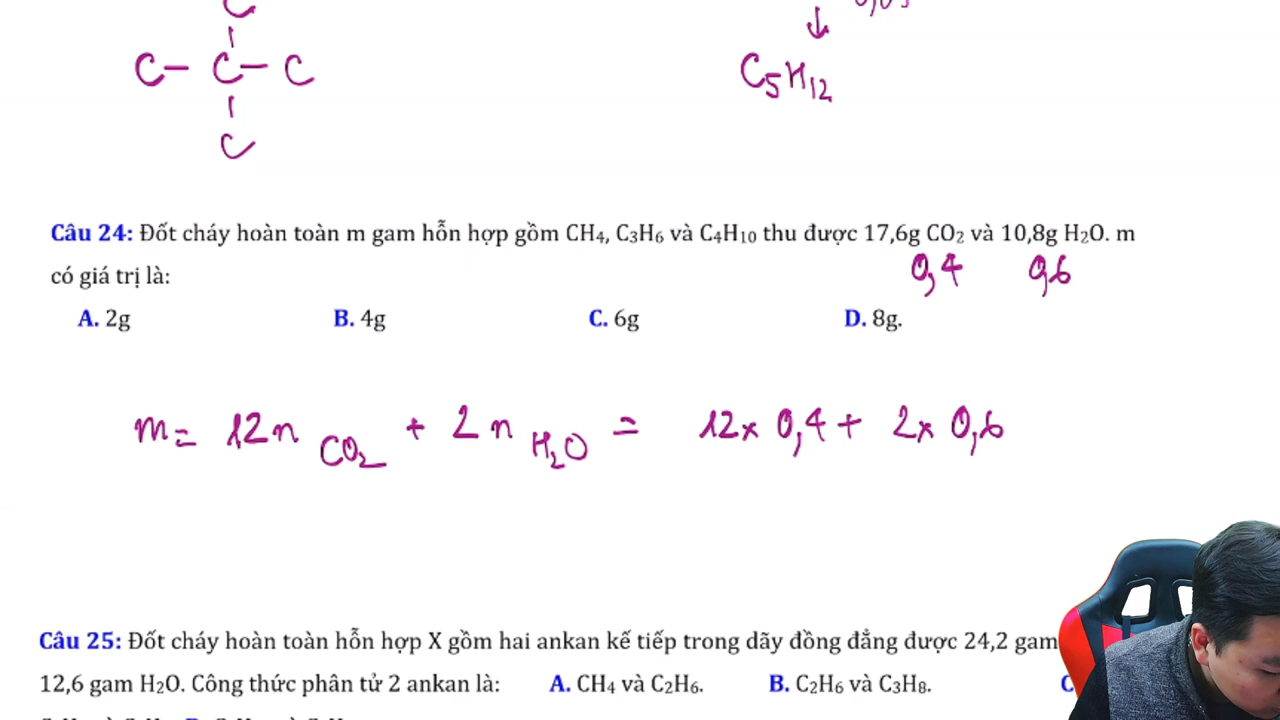 C
C – C – C
C
C₅H₁₂
Câu 24: Đốt cháy hoàn toàn m gam hỗn hợp gồm CH₄, C₃H₆ và C₄H₁₀ thu được 17,6g CO₂ và 10,8g H₂O. m
0,4 0,6
có giá trị là:
A. 2g B. 4g C. 6g D. 8g.
m = 12n CO₂ + 2n H₂O = 12x 0,4 + 2x 0,6
Câu 25: Đốt cháy hoàn toàn hỗn hợp X gồm hai ankan kế tiếp trong dãy đồng đẳng được 24,2 gam
12,6 gam H₂O. Công thức phân tử 2 ankan là: A. CH₄ và C₂H₆. B. C₂H₆ và C₃H₈. C